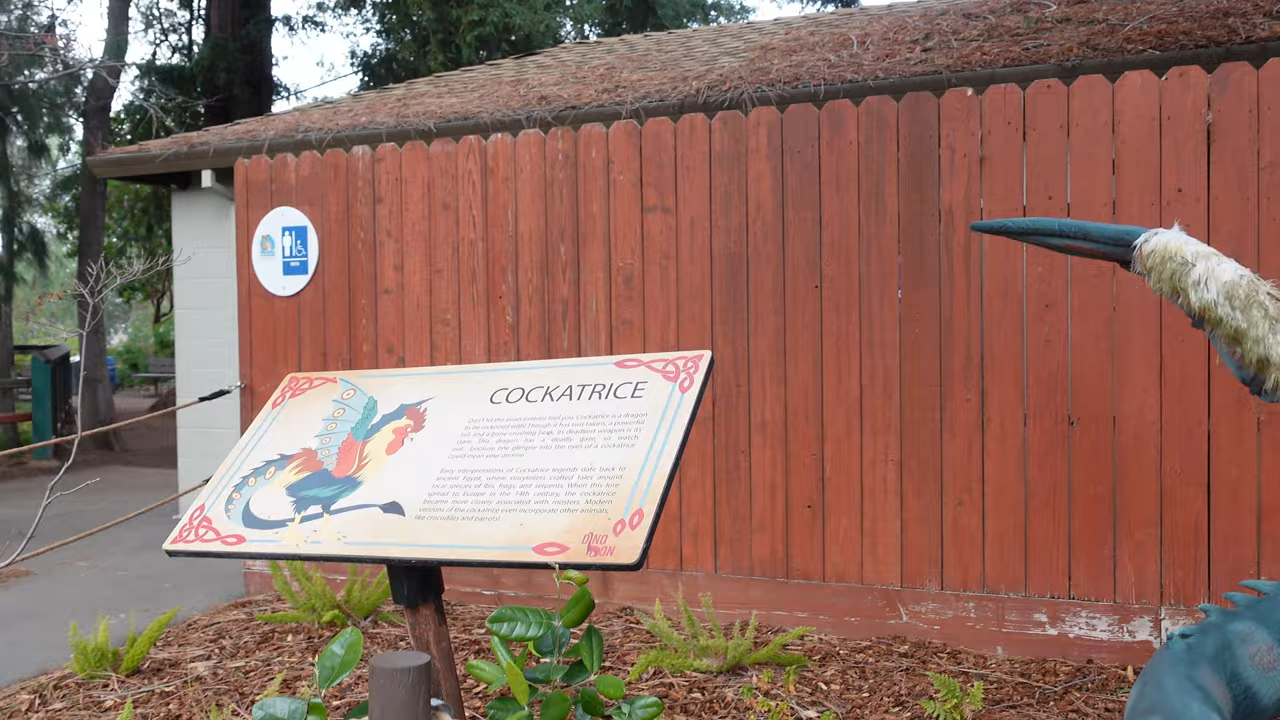 COCKATRICE
Don't let the small stature fool you, Cockatrice is a dragon
to be reckoned with! Though it has two talons, a powerful
tail and a bone-crushing beak, its deadliest weapon is its
stare. This dragon has a deadly gaze, so watch
out... because one glimpse into the eyes of a cockatrice
could mean your demise.
Early interpretations of Cockatrice legends date back to
ancient Egypt, where storytellers crafted tales around
local species of ibis, frogs, and serpents. When this lore
spread to Europe in the 14th century, the cockatrice
became more closely associated with roosters. Modern
versions of the cockatrice even incorporate other animals,
like crocodiles and parrots!
DINO
DON